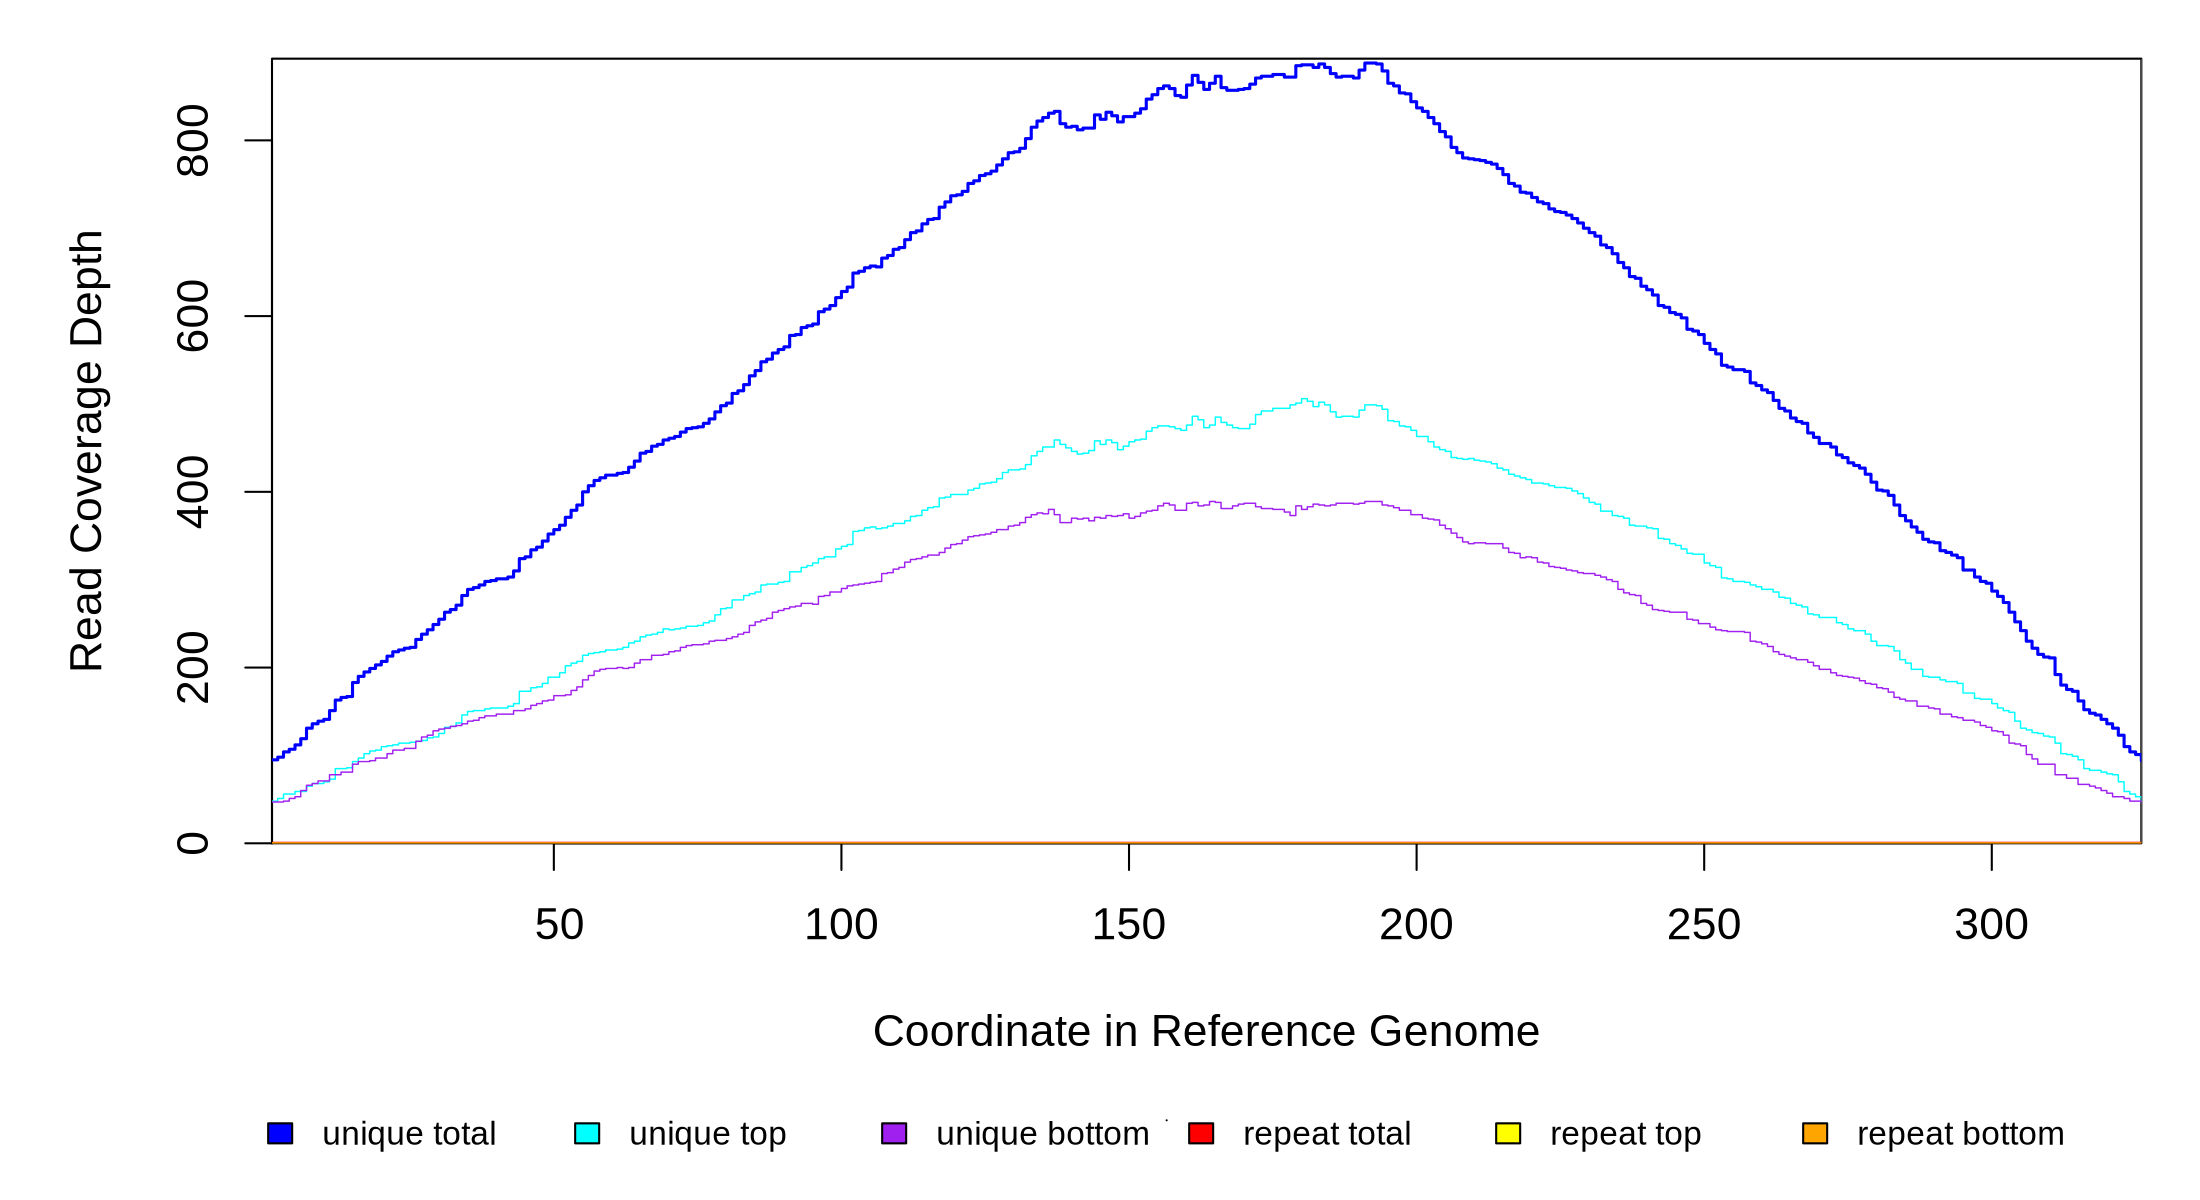 Read Coverage Depth
800
600
400
200
0
50 100 150 200 250 300
Coordinate in Reference Genome
unique total unique top unique bottom repeat total repeat top repeat bottom